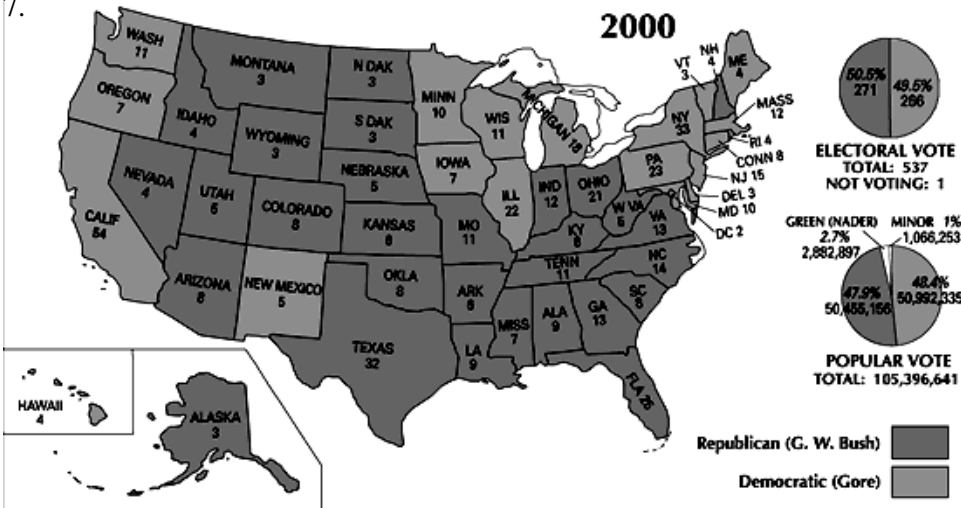 7.
2000
WASH
11
OREGON
7
CALIF
54
IDAHO
4
NEVADA
4
MONTANA
3
WYOMING
3
UTAH
5
COLORADO
8
ARIZONA
8
NEW MEXICO
5
N DAK
3
S DAK
3
NEBRASKA
5
KANSAS
6
OKLA
8
TEXAS
32
MINN
10
IOWA
7
MO
11
ARK
6
LA
9
WIS
11
ILL
22
MICHIGAN 18
IND
12
OHIO
21
KY
8
TENN
11
MISS
7
ALA
9
GA
13
FLA 25
SC
8
NC
14
VA
13
W VA
5
PA
23
NY
33
VT
3
NH
4
ME
4
MASS
12
RI 4
CONN 8
NJ 15
DEL 3
MD 10
DC 2
HAWAII
4
ALASKA
3
50.5%
271
49.5%
266
ELECTORAL VOTE
TOTAL: 537
NOT VOTING: 1
GREEN (NADER)
2.7%
2,882,897
MINOR 1%
1,066,253
47.9%
50,455,156
48.4%
50,992,335
POPULAR VOTE
TOTAL: 105,396,641
Republican (G. W. Bush)
Democratic (Gore)